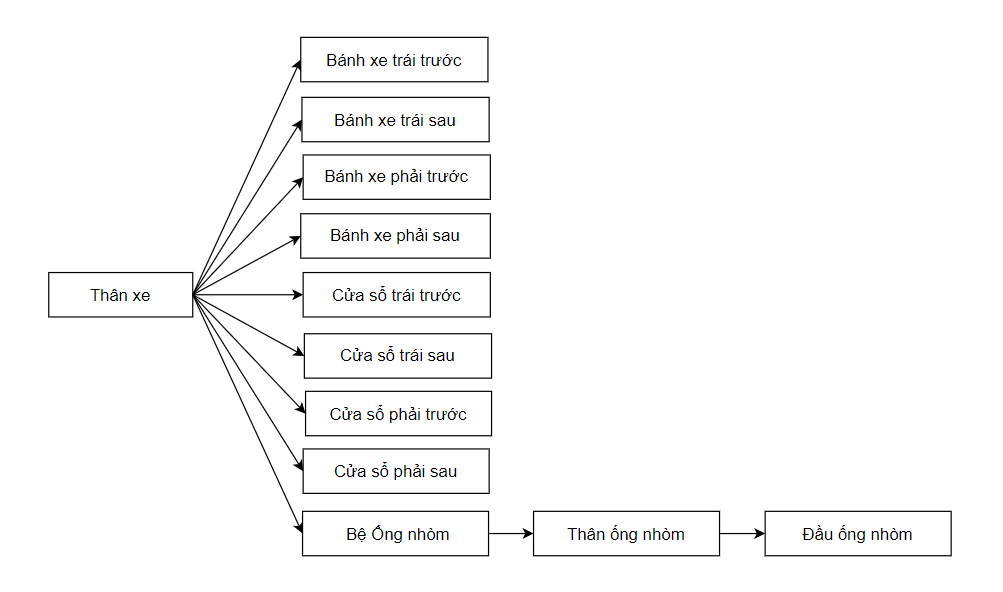 Bánh xe trái trước
Bánh xe trái sau
Bánh xe phải trước
Bánh xe phải sau
Thân xe
Cửa sổ trái trước
Cửa sổ trái sau
Cửa sổ phải trước
Cửa sổ phải sau
Bệ Ống nhòm
Thân ống nhòm
Đầu ống nhòm